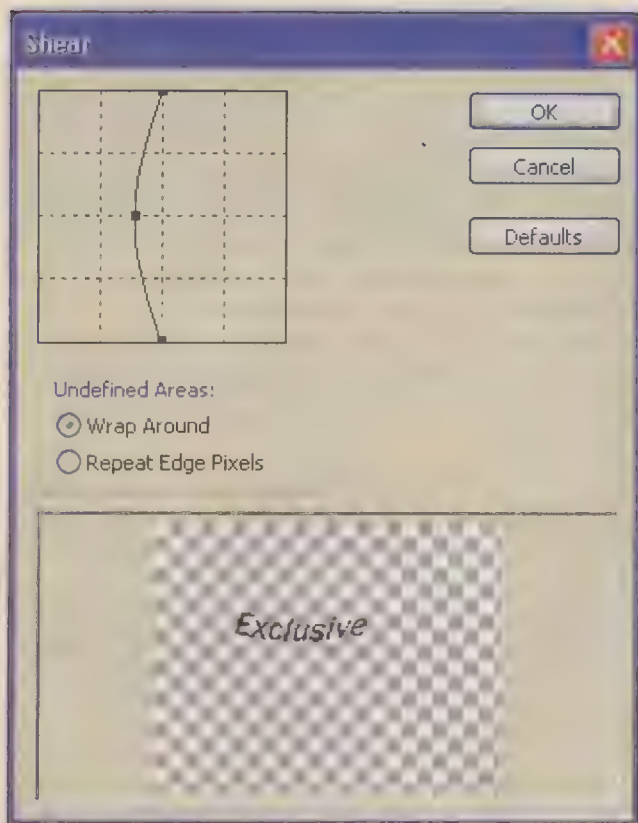 Shear
OK
Cancel
Defaults
Undefined Areas:
Wrap Around
Repeat Edge Pixels
Exclusive